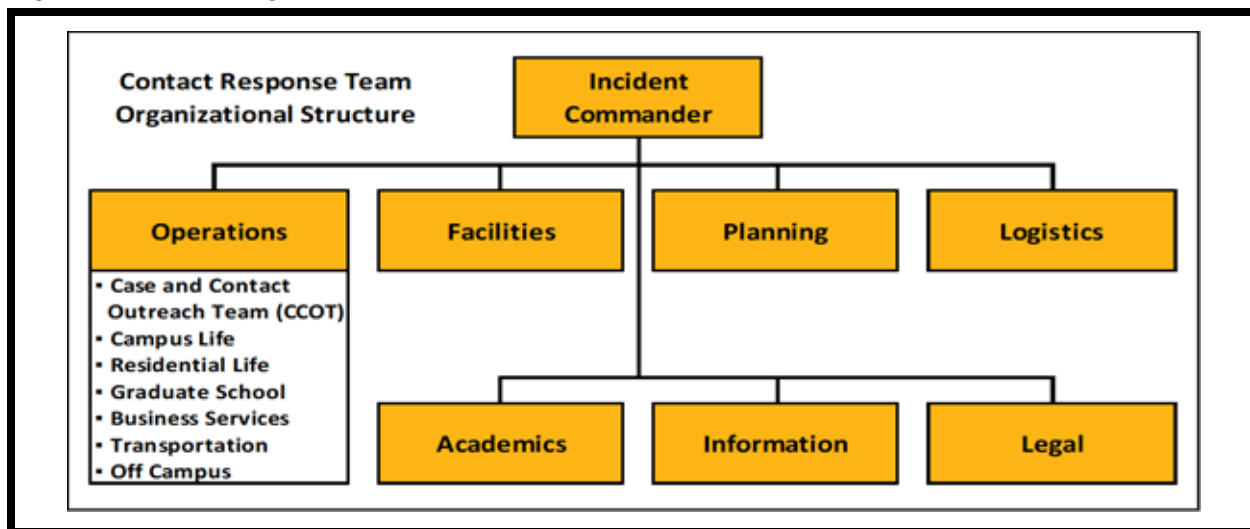 Contact Response Team
Organizational Structure
Incident
Commander
Operations
Facilities
Planning
Logistics
▪ Case and Contact
Outreach Team (CCOT)
▪ Campus Life
▪ Residential Life
▪ Graduate School
▪ Business Services
▪ Transportation
▪ Off Campus
Academics
Information
Legal